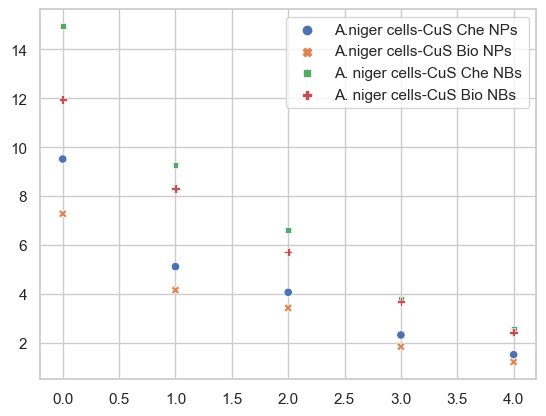 A.niger cells-CuS Che NPs
A.niger cells-CuS Bio NPs
A. niger cells-CuS Che NBs
A. niger cells-CuS Bio NBs
14
12
10
8
6
4
2
0.0 0.5 1.0 1.5 2.0 2.5 3.0 3.5 4.0